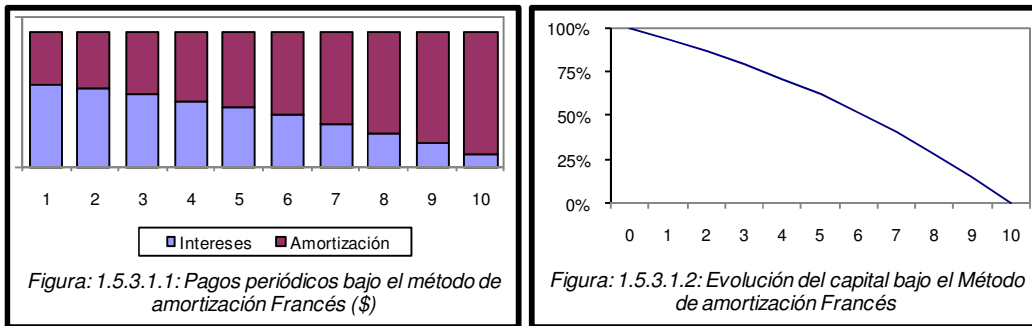 1 2 3 4 5 6 7 8 9 10
Intereses Amortización
Figura: 1.5.3.1.1: Pagos periódicos bajo el método de
amortización Francés ($)
100%
75%
50%
25%
0%
0 1 2 3 4 5 6 7 8 9 10
Figura: 1.5.3.1.2: Evolución del capital bajo el Método
de amortización Francés